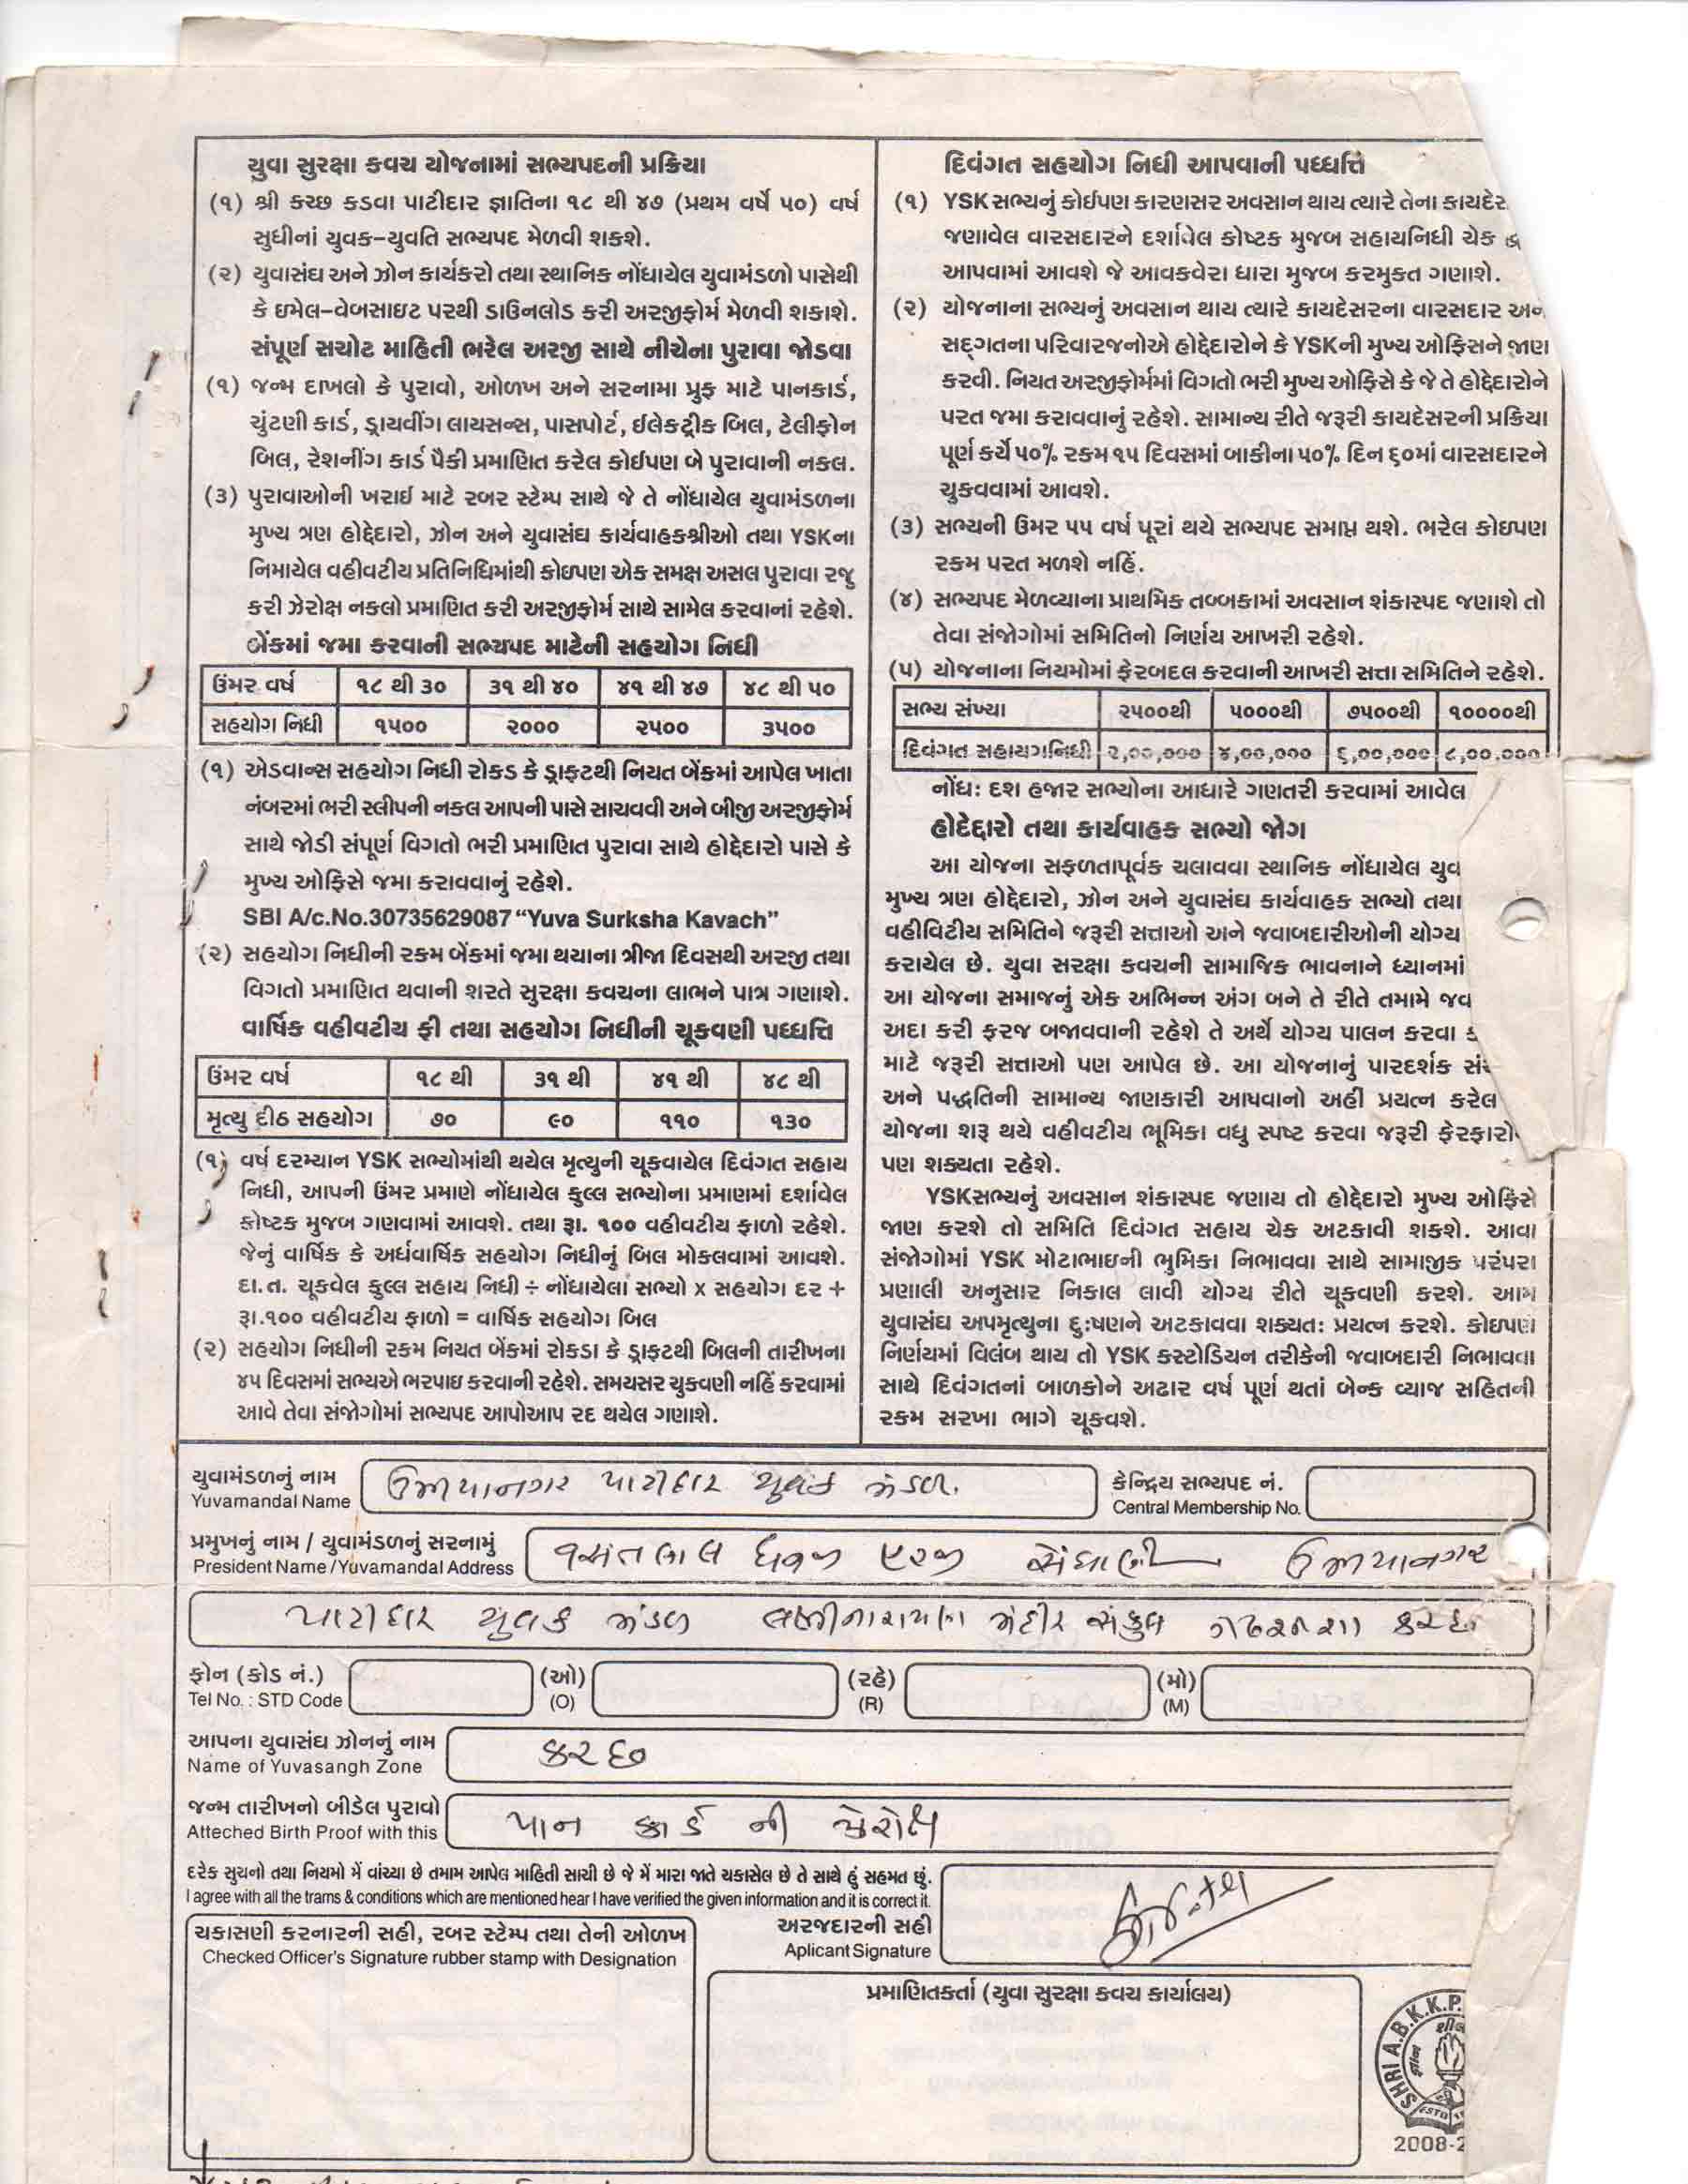 યુવા સુરક્ષા કવચ યોજનામાં સભ્યપદની પ્રક્રિયા
(૧) શ્રી કચ્છ કડવા પાટીદાર જ્ઞાતિના ૧૮ થી ૪૭ (પ્રથમ વર્ષે ૫૦) વર્ષ
સુધીનાં યુવક-યુવતિ સભ્યપદ મેળવી શકશે.
(૨) યુવાસંઘ અને ઝોન કાર્યકરો તથા સ્થાનિક નોંધાયેલ યુવામંડળો પાસેથી
કે ઇમેલ-વેબસાઇટ પરથી ડાઉનલોડ કરી અરજીફોર્મ મેળવી શકાશે.
સંપૂર્ણ સચોટ માહિતી ભરેલ અરજી સાથે નીચેના પુરાવા જોડવા
(૧) જન્મ દાખલો કે પુરાવો, ઓળખ અને સરનામા પ્રુફ માટે પાનકાર્ડ,
ચુંટણી કાર્ડ, ડ્રાયવીંગ લાયસન્સ, પાસપોર્ટ, ઈલેકટ્રીક બિલ, ટેલીફોન
બિલ, રેશનીંગ કાર્ડ પૈકી પ્રમાણિત કરેલ કોઈપણ બે પુરાવાની નકલ.
(૩) પુરાવાઓની ખરાઇ માટે રબર સ્ટેમ્પ સાથે જે તે નોંધાયેલ યુવામંડળના
મુખ્ય ત્રણ હોદ્દેદારો, ઝોન અને યુવાસંઘ કાર્યવાહકશ્રીઓ તથા YSKના
નિમાયેલ વહીવટીય પ્રતિનિધિમાંથી કોઇપણ એક સમક્ષ અસલ પુરાવા રજુ
કરી ઝેરોક્ષ નકલો પ્રમાણિત કરી અરજીફોર્મ સાથે સામેલ કરવાનાં રહેશે.
બેંકમાં જમા કરવાની સભ્યપદ માટેની સહયોગ નિધી
ઉંમર વર્ષ ૧૮ થી ૩૦ ૩૧ થી ૪૦ ૪૧ થી ૪૭ ૪૮ થી ૫૦
સહયોગ નિધી ૧૫૦૦ ૨૦૦૦ ૨૫૦૦ ૩૫૦૦
(૧) એડવાન્સ સહયોગ નિધી રોકડ કે ડ્રાફ્ટથી નિયત બેંકમાં આપેલ ખાતા
નંબરમાં ભરી સ્લીપની નકલ આપની પાસે સાચવવી અને બીજી અરજીફોર્મ
સાથે જોડી સંપૂર્ણ વિગતો ભરી પ્રમાણિત પુરાવા સાથે હોદ્દેદારો પાસે કે
મુખ્ય ઓફિસે જમા કરાવવાનું રહેશે.
SBI A/c.No.30735629087 “Yuva Surksha Kavach”
(૨) સહયોગ નિધીની રકમ બેંકમાં જમા થયાના ત્રીજા દિવસથી અરજી તથા
વિગતો પ્રમાણિત થવાની શરતે સુરક્ષા કવચના લાભને પાત્ર ગણાશે.
વાર્ષિક વહીવટીય ફી તથા સહયોગ નિધીની ચૂકવણી પધ્ધત્તિ
ઉંમર વર્ષ ૧૮ થી ૩૧ થી ૪૧ થી ૪૮ થી
મૃત્યુ દીઠ સહયોગ ૭૦ ૯૦ ૧૧૦ ૧૩૦
(૧) વર્ષ દરમ્યાન YSK સભ્યોમાંથી થયેલ મૃત્યુની ચૂકવાયેલ દિવંગત સહાય
નિધી, આપની ઉંમર પ્રમાણે નોંધાયેલ કુલ્લ સભ્યોના પ્રમાણમાં દર્શાવેલ
કોષ્ટક મુજબ ગણવામાં આવશે. તથા રૂા. ૧૦૦ વહીવટીય ફાળો રહેશે.
જેનું વાર્ષિક કે અર્ધવાર્ષિક સહયોગ નિધીનું બિલ મોકલવામાં આવશે.
દા.ત. ચૂકવેલ કુલ્લ સહાય નિધી ÷ નોંધાયેલા સભ્યો x સહયોગ દર +
રૂા.૧૦૦ વહીવટીય ફાળો = વાર્ષિક સહયોગ બિલ
(૨) સહયોગ નિધીની રકમ નિયત બેંકમાં રોકડા કે ડ્રાફ્ટથી બિલની તારીખના
૪૫ દિવસમાં સભ્યએ ભરપાઇ કરવાની રહેશે. સમયસર ચુકવણી નહિં કરવામાં
આવે તેવા સંજોગોમાં સભ્યપદ આપોઆપ રદ થયેલ ગણાશે.
દિવંગત સહયોગ નિધી આપવાની પધ્ધત્તિ
(૧) YSK સભ્યનું કોઈપણ કારણસર અવસાન થાય ત્યારે તેના કાયદેસ
જણાવેલ વારસદારને દર્શાવેલ કોષ્ટક મુજબ સહાયનિધી ચેક
આપવામાં આવશે જે આવકવેરા ધારા મુજબ કરમુક્ત ગણાશે.
(૨) યોજનાના સભ્યનું અવસાન થાય ત્યારે કાયદેસરના વારસદાર અને
સદ્ગતના પરિવારજનોએ હોદ્દેદારોને કે YSKની મુખ્ય ઓફિસને જાણ
કરવી. નિયત અરજીફોર્મમાં વિગતો ભરી મુખ્ય ઓફિસે કે જે તે હોદ્દેદારોને
પરત જમા કરાવવાનું રહેશે. સામાન્ય રીતે જરૂરી કાયદેસરની પ્રક્રિયા
પૂર્ણ કર્યે ૫૦% રકમ ૧૫ દિવસમાં બાકીના ૫૦% દિન ૬૦માં વારસદારને
ચુકવવામાં આવશે.
(૩) સભ્યની ઉંમર ૫૫ વર્ષ પૂરાં થયે સભ્યપદ સમાપ્ત થશે. ભરેલ કોઇપણ
રકમ પરત મળશે નહિં.
(૪) સભ્યપદ મેળવ્યાના પ્રાથમિક તબ્બકામાં અવસાન શંકાસ્પદ જણાશે તો
તેવા સંજોગોમાં સમિતિનો નિર્ણય આખરી રહેશે.
(૫) યોજનાના નિયમોમાં ફેરબદલ કરવાની આખરી સત્તા સમિતિને રહેશે.
સભ્ય સંખ્યા ૨૫૦૦થી ૫૦૦૦થી ૭૫૦૦થી ૧૦૦૦૦થી
દિવંગત સહાયગનિધી ૨,૦૦,૦૦૦ ૪,૦૦,૦૦૦ ૬,૦૦,૦૦૦ ૮,૦૦,૦૦૦
નોંધ: દશ હજાર સભ્યોના આધારે ગણતરી કરવામાં આવેલ
હોદેદ્દારો તથા કાર્યવાહક સભ્યો જોગ
આ યોજના સફળતાપૂર્વક ચલાવવા સ્થાનિક નોંધાયેલ યુવ
મુખ્ય ત્રણ હોદ્દેદારો, ઝોન અને યુવાસંઘ કાર્યવાહક સભ્યો તથા
વહીવિટીય સમિતિને જરૂરી સત્તાઓ અને જવાબદારીઓની યોગ્ય
કરાયેલ છે. યુવા સરક્ષા કવચની સામાજિક ભાવનાને ધ્યાનમાં
આ યોજના સમાજનું એક અભિન્ન અંગ બને તે રીતે તમામે જવ
અદા કરી ફરજ બજાવવાની રહેશે તે અર્થે યોગ્ય પાલન કરવા
માટે જરૂરી સત્તાઓ પણ આપેલ છે. આ યોજનાનું પારદર્શક
અને પદ્ધતિની સામાન્ય જાણકારી આપવાનો અહીં પ્રયત્ન કરેલ
યોજના શરૂ થયે વહીવટીય ભૂમિકા વધુ સ્પષ્ટ કરવા જરૂરી ફેરફારો
પણ શક્યતા રહેશે.
YSKસભ્યનું અવસાન શંકાસ્પદ જણાય તો હોદ્દેદારો મુખ્ય ઓફિસે
જાણ કરશે તો સમિતિ દિવંગત સહાય ચેક અટકાવી શકશે. આવા
સંજોગોમાં YSK મોટાભાઇની ભુમિકા નિભાવવા સાથે સામાજીક પરંપરા
પ્રણાલી અનુસાર નિકાલ લાવી યોગ્ય રીતે ચૂકવણી કરશે. આમ
યુવાસંઘ અપમૃત્યુના દુઃષણને અટકાવવા શક્યતઃ પ્રયત્ન કરશે. કોઇપણ
નિર્ણયમાં વિલંબ થાય તો YSK કસ્ટોડિયન તરીકેની જવાબદારી નિભાવવા
સાથે દિવંગતનાં બાળકોને અઢાર વર્ષ પૂર્ણ થતાં બેન્ક વ્યાજ સહિતની
રકમ સરખા ભાગે ચૂકવશે.
યુવામંડળનું નામ ઉમિયાનગર પાટીદાર યુવક મંડળ.
Yuvamandal Name
કેન્દ્રિય સભ્યપદ નં.
Central Membership No.
પ્રમુખનું નામ / યુવામંડળનું સરનામું વસંતલાલ ધનજી સેંઘાણી ઉમિયાનગર
President Name / Yuvamandal Address
પાટીદાર યુવક મંડળ લક્ષ્મીનારાયણ મંદીર સંકુલ ગઢશીશા કચ્છ
ફોન (કોડ નં.) (ઓ) (રહે) (મો)
Tel No. : STD Code (O) (R) (M)
આપના યુવાસંઘ ઝોનનું નામ કચ્છ
Name of Yuvasangh Zone
જન્મ તારીખનો બીડેલ પુરાવો પાન કાર્ડ ની ઝેરોક્ષ
Atteched Birth Proof with this
દરેક સુચનો તથા નિયમો મેં વાંચ્યા છે તમામ આપેલ માહિતી સાચી છે જે મેં મારા જાતે ચકાસેલ છે તે સાથે હું સહમત છું.
I agree with all the trams & conditions which are mentioned hear I have verified the given information and it is correct it.
અરજદારની સહી
Aplicant Signature
ચકાસણી કરનારની સહી, રબર સ્ટેમ્પ તથા તેની ઓળખ
Checked Officer's Signature rubber stamp with Designation
પ્રમાણિતકર્તા (યુવા સુરક્ષા કવચ કાર્યાલય)
SHRI A.B.K.K.P.
ESTD
2008-2